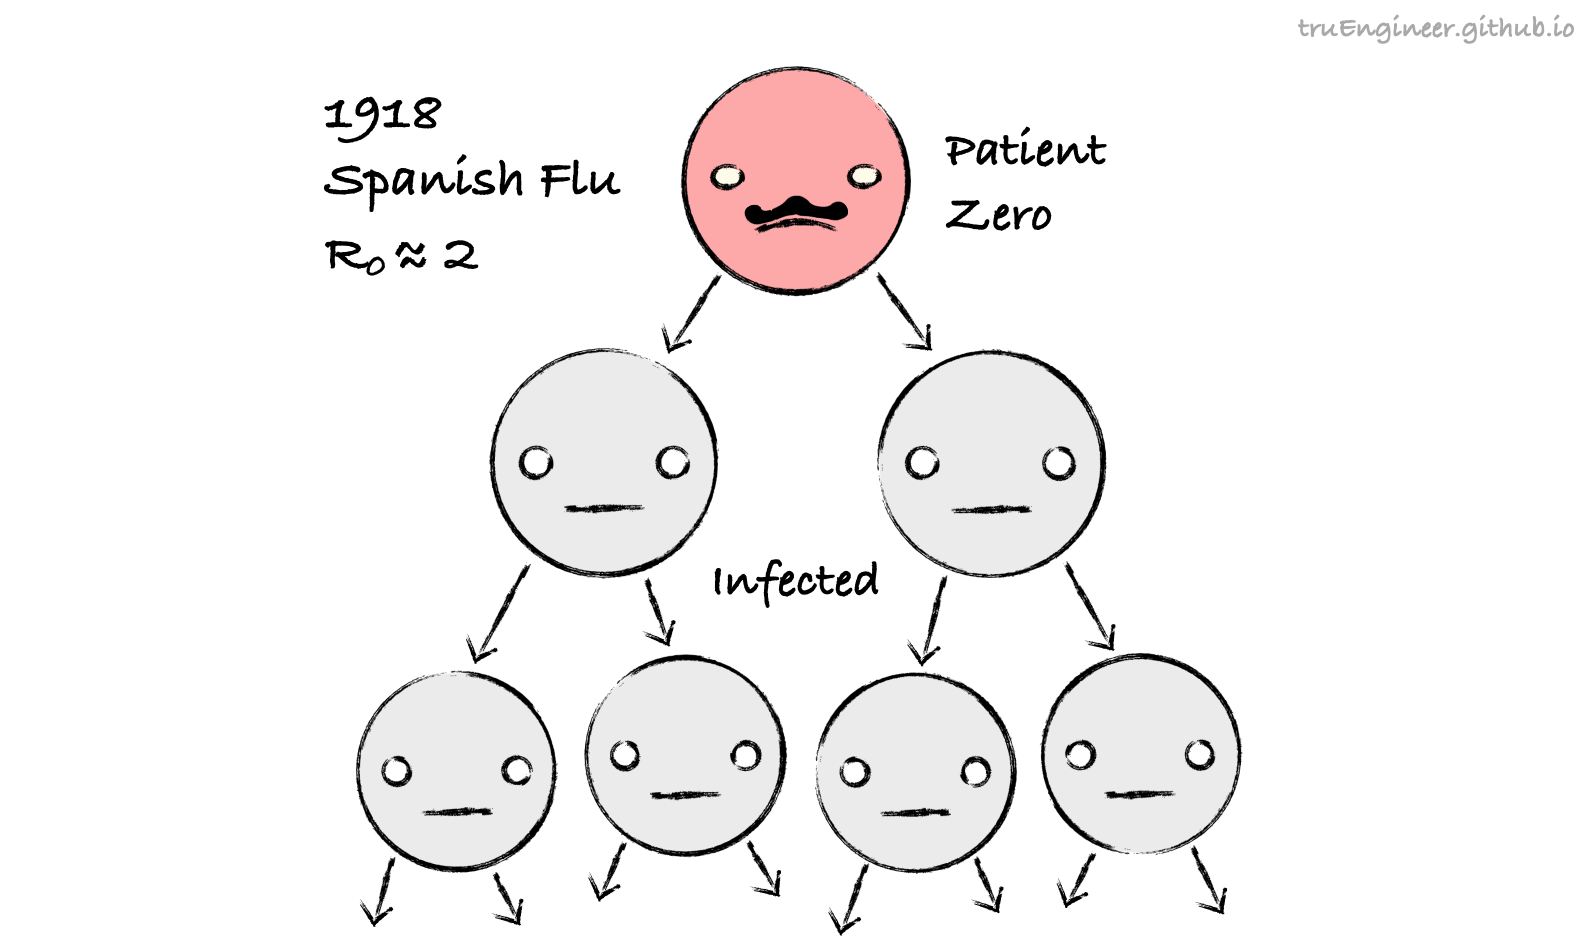 truEngineer.github.io
1918
Spanish Flu
R₀ ≈ 2
Patient
Zero
Infected